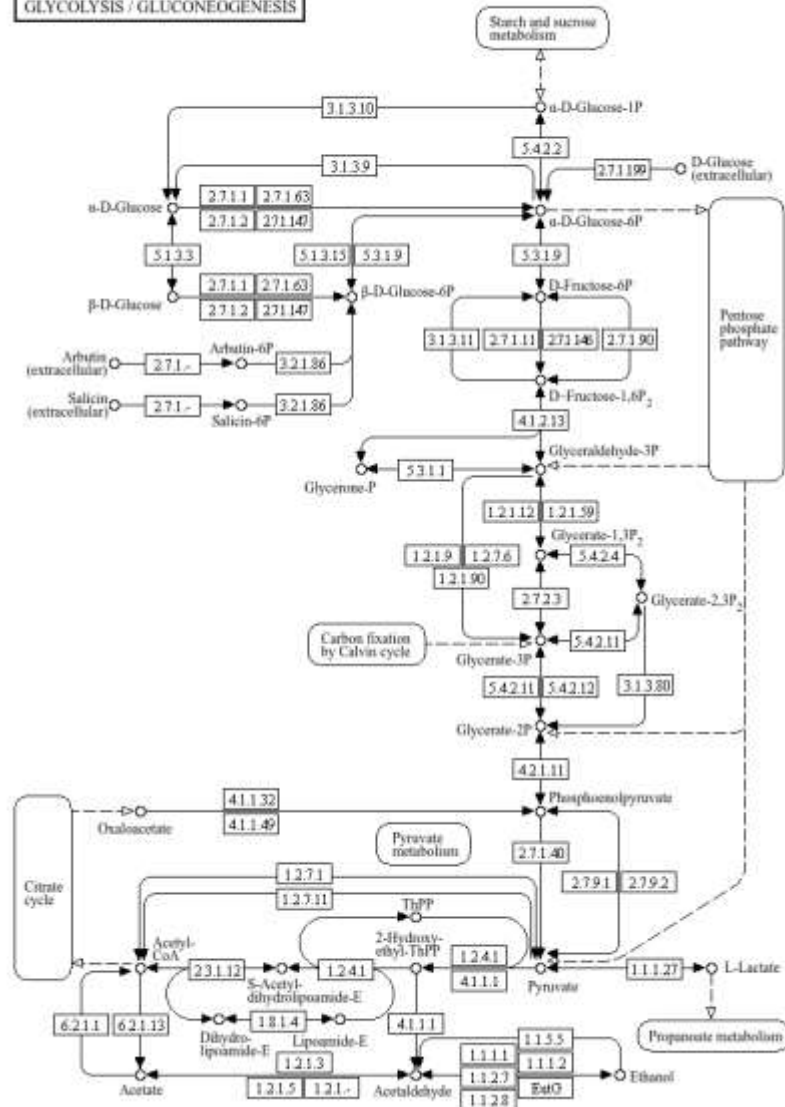 GLYCOLYSIS / GLUCONEOGENESIS
Starch and sucrose
metabolism
3.1.3.10
α-D-Glucose-1P
5.4.2.2
3.1.3.9
2.7.1.199
D-Glucose
(extracellular)
2.7.1.1
2.7.1.63
α-D-Glucose
2.7.1.2
2.7.1.147
α-D-Glucose-6P
5.1.3.3
5.1.3.15
5.3.1.9
5.3.1.9
2.7.1.1
2.7.1.63
D-Fructose-6P
β-D-Glucose
2.7.1.2
2.7.1.147
β-D-Glucose-6P
Pentose
phosphate
pathway
3.1.3.11
2.7.1.11
2.7.1.146
2.7.1.90
Arbutin
(extracellular)
2.7.1.-
Arbutin-6P
3.2.1.86
D-Fructose-1,6P2
Salicin
(extracellular)
2.7.1.-
Salicin-6P
3.2.1.86
4.1.2.13
Glyceraldehyde-3P
Glycerone-P
5.3.1.1
1.2.1.12
1.2.1.59
Glycerate-1,3P2
1.2.1.9
1.2.7.6
5.4.2.4
1.2.1.90
2.7.2.3
Glycerate-2,3P2
Carbon fixation
by Calvin cycle
5.4.2.11
Glycerate-3P
5.4.2.11
5.4.2.12
3.1.3.80
Glycerate-2P
4.2.1.11
4.1.1.32
Phosphoenolpyruvate
Oxaloacetate
4.1.1.49
Pyruvate
metabolism
2.7.1.40
1.2.7.1
2.7.9.1
2.7.9.2
Citrate
cycle
1.2.7.11
ThPP
Acetyl-
CoA
2-Hydroxy-
ethyl-ThPP
1.2.4.1
2.3.1.12
1.2.4.1
4.1.1.1
Pyruvate
1.1.1.27
L-Lactate
S-Acetyl-
dihydrolipoamide-E
6.2.1.1
6.2.1.13
1.8.1.4
4.1.1.1
Dihydro-
lipoamide-E
Lipoamide-E
Propanoate metabolism
1.1.5.5
1.2.1.3
1.1.1.1
1.1.1.2
Acetate
1.2.1.5
1.2.1.-
Acetaldehyde
1.1.2.7
EutG
Ethanol
1.1.2.8